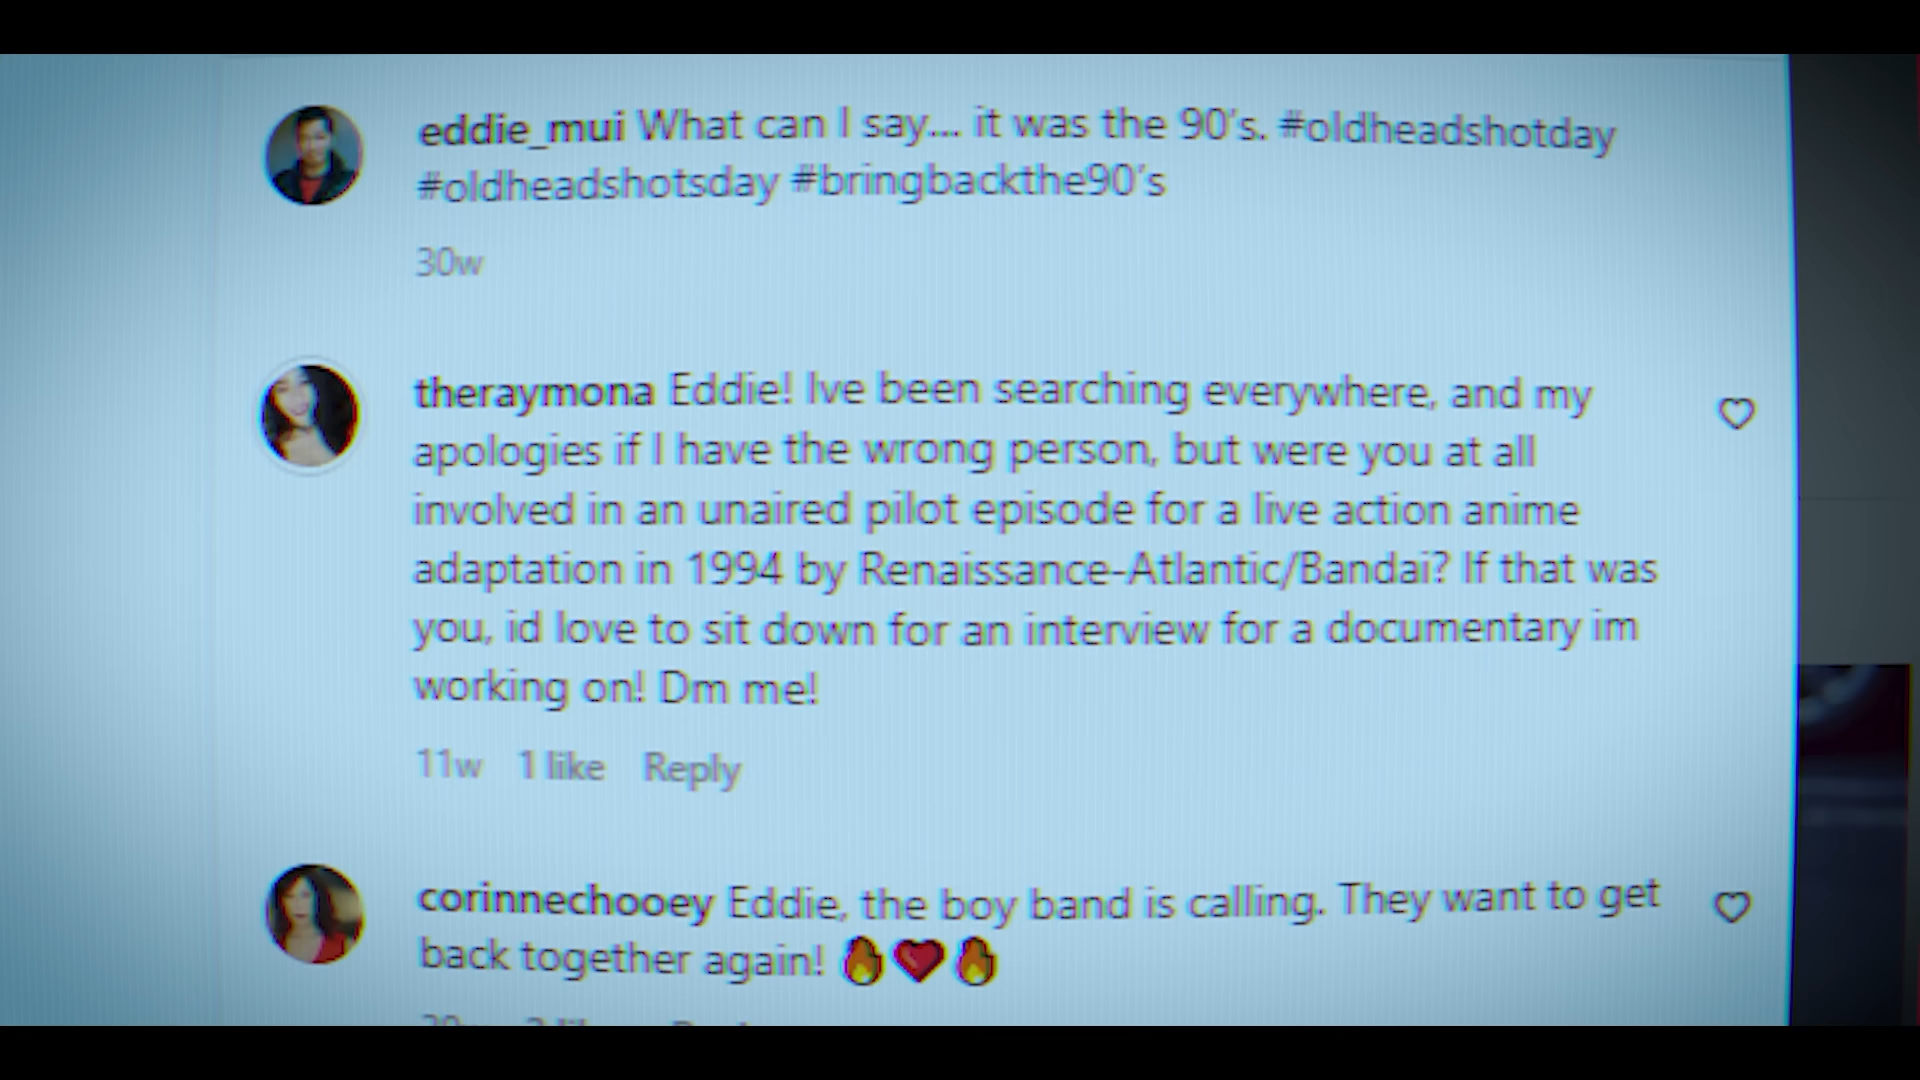 eddie_mui What can I say... it was the 90's. #oldheadshotday
#oldheadshotsday #bringbackthe90's
30w
theraymona Eddie! Ive been searching everywhere, and my
apologies if I have the wrong person, but were you at all
involved in an unaired pilot episode for a live action anime
adaptation in 1994 by Renaissance-Atlantic/Bandai? If that was
you, id love to sit down for an interview for a documentary im
working on! Dm me!
11w 1 like Reply
corinnechooey Eddie, the boy band is calling. They want to get
back together again! 🔥❤️🔥